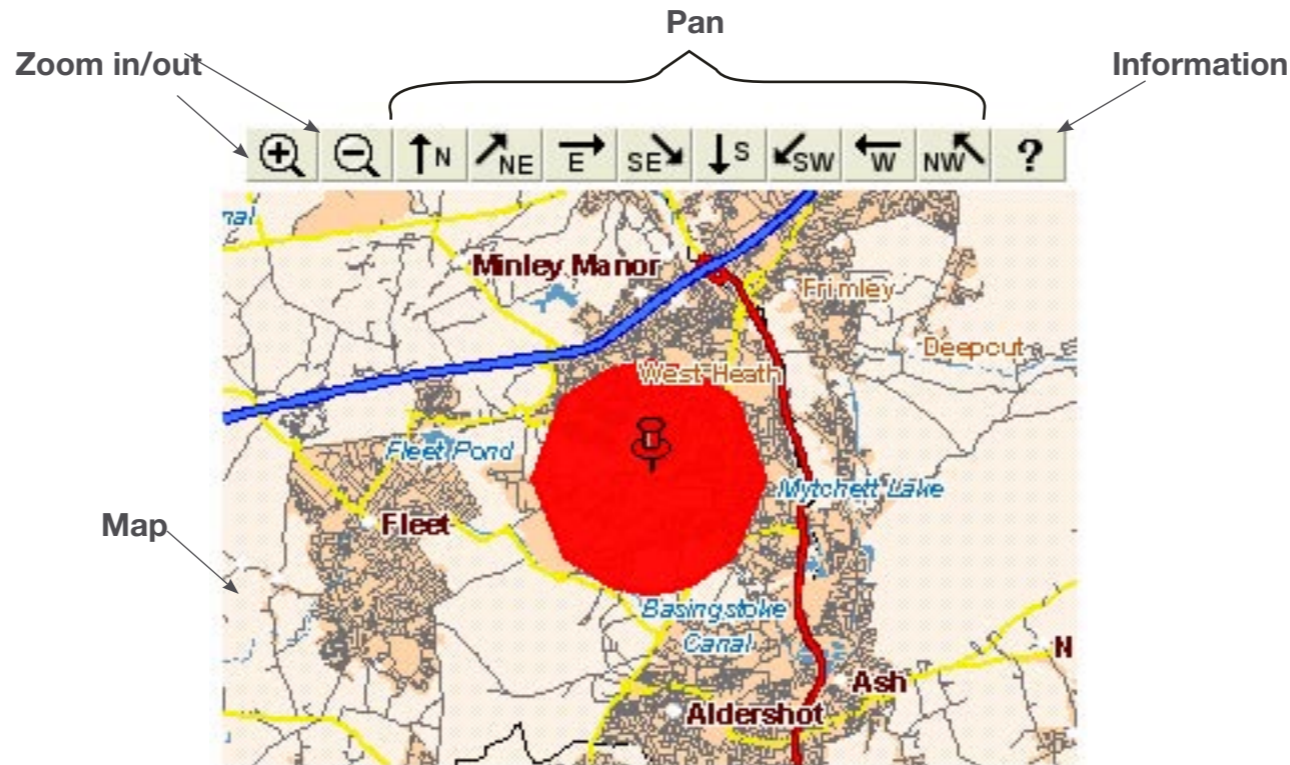 Pan
Zoom in/out
Information
N
NE
E
SE
S
SW
W
NW
?
nal
Minley Manor
Frimley
Deepcut
West Heath
Fleet Pond
Mytchett Lake
Map
Fleet
Basingstoke
Canal
N
Ash
Aldershot